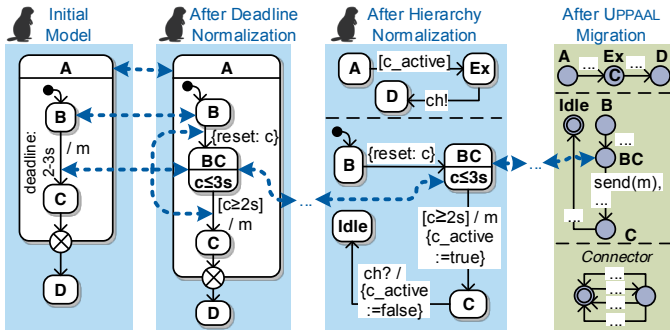 Initial
Model
A
B
deadline:
2-3s
/ m
C
D
After Deadline
Normalization
A
B
{reset: c}
BC
c≤3s
[c≥2s]
/ m
C
D
...
After Hierarchy
Normalization
A
[c_active]
Ex
D
ch!
B
{reset: c}
BC
c≤3s
[c≥2s] / m
{c_active
:=true}
Idle
ch? /
{c_active
:=false}
C
...
After UPPAAL
Migration
A
Ex
D
...
C
...
Idle
B
...
BC
send(m),
...
...
C
Connector
...
...
...
...